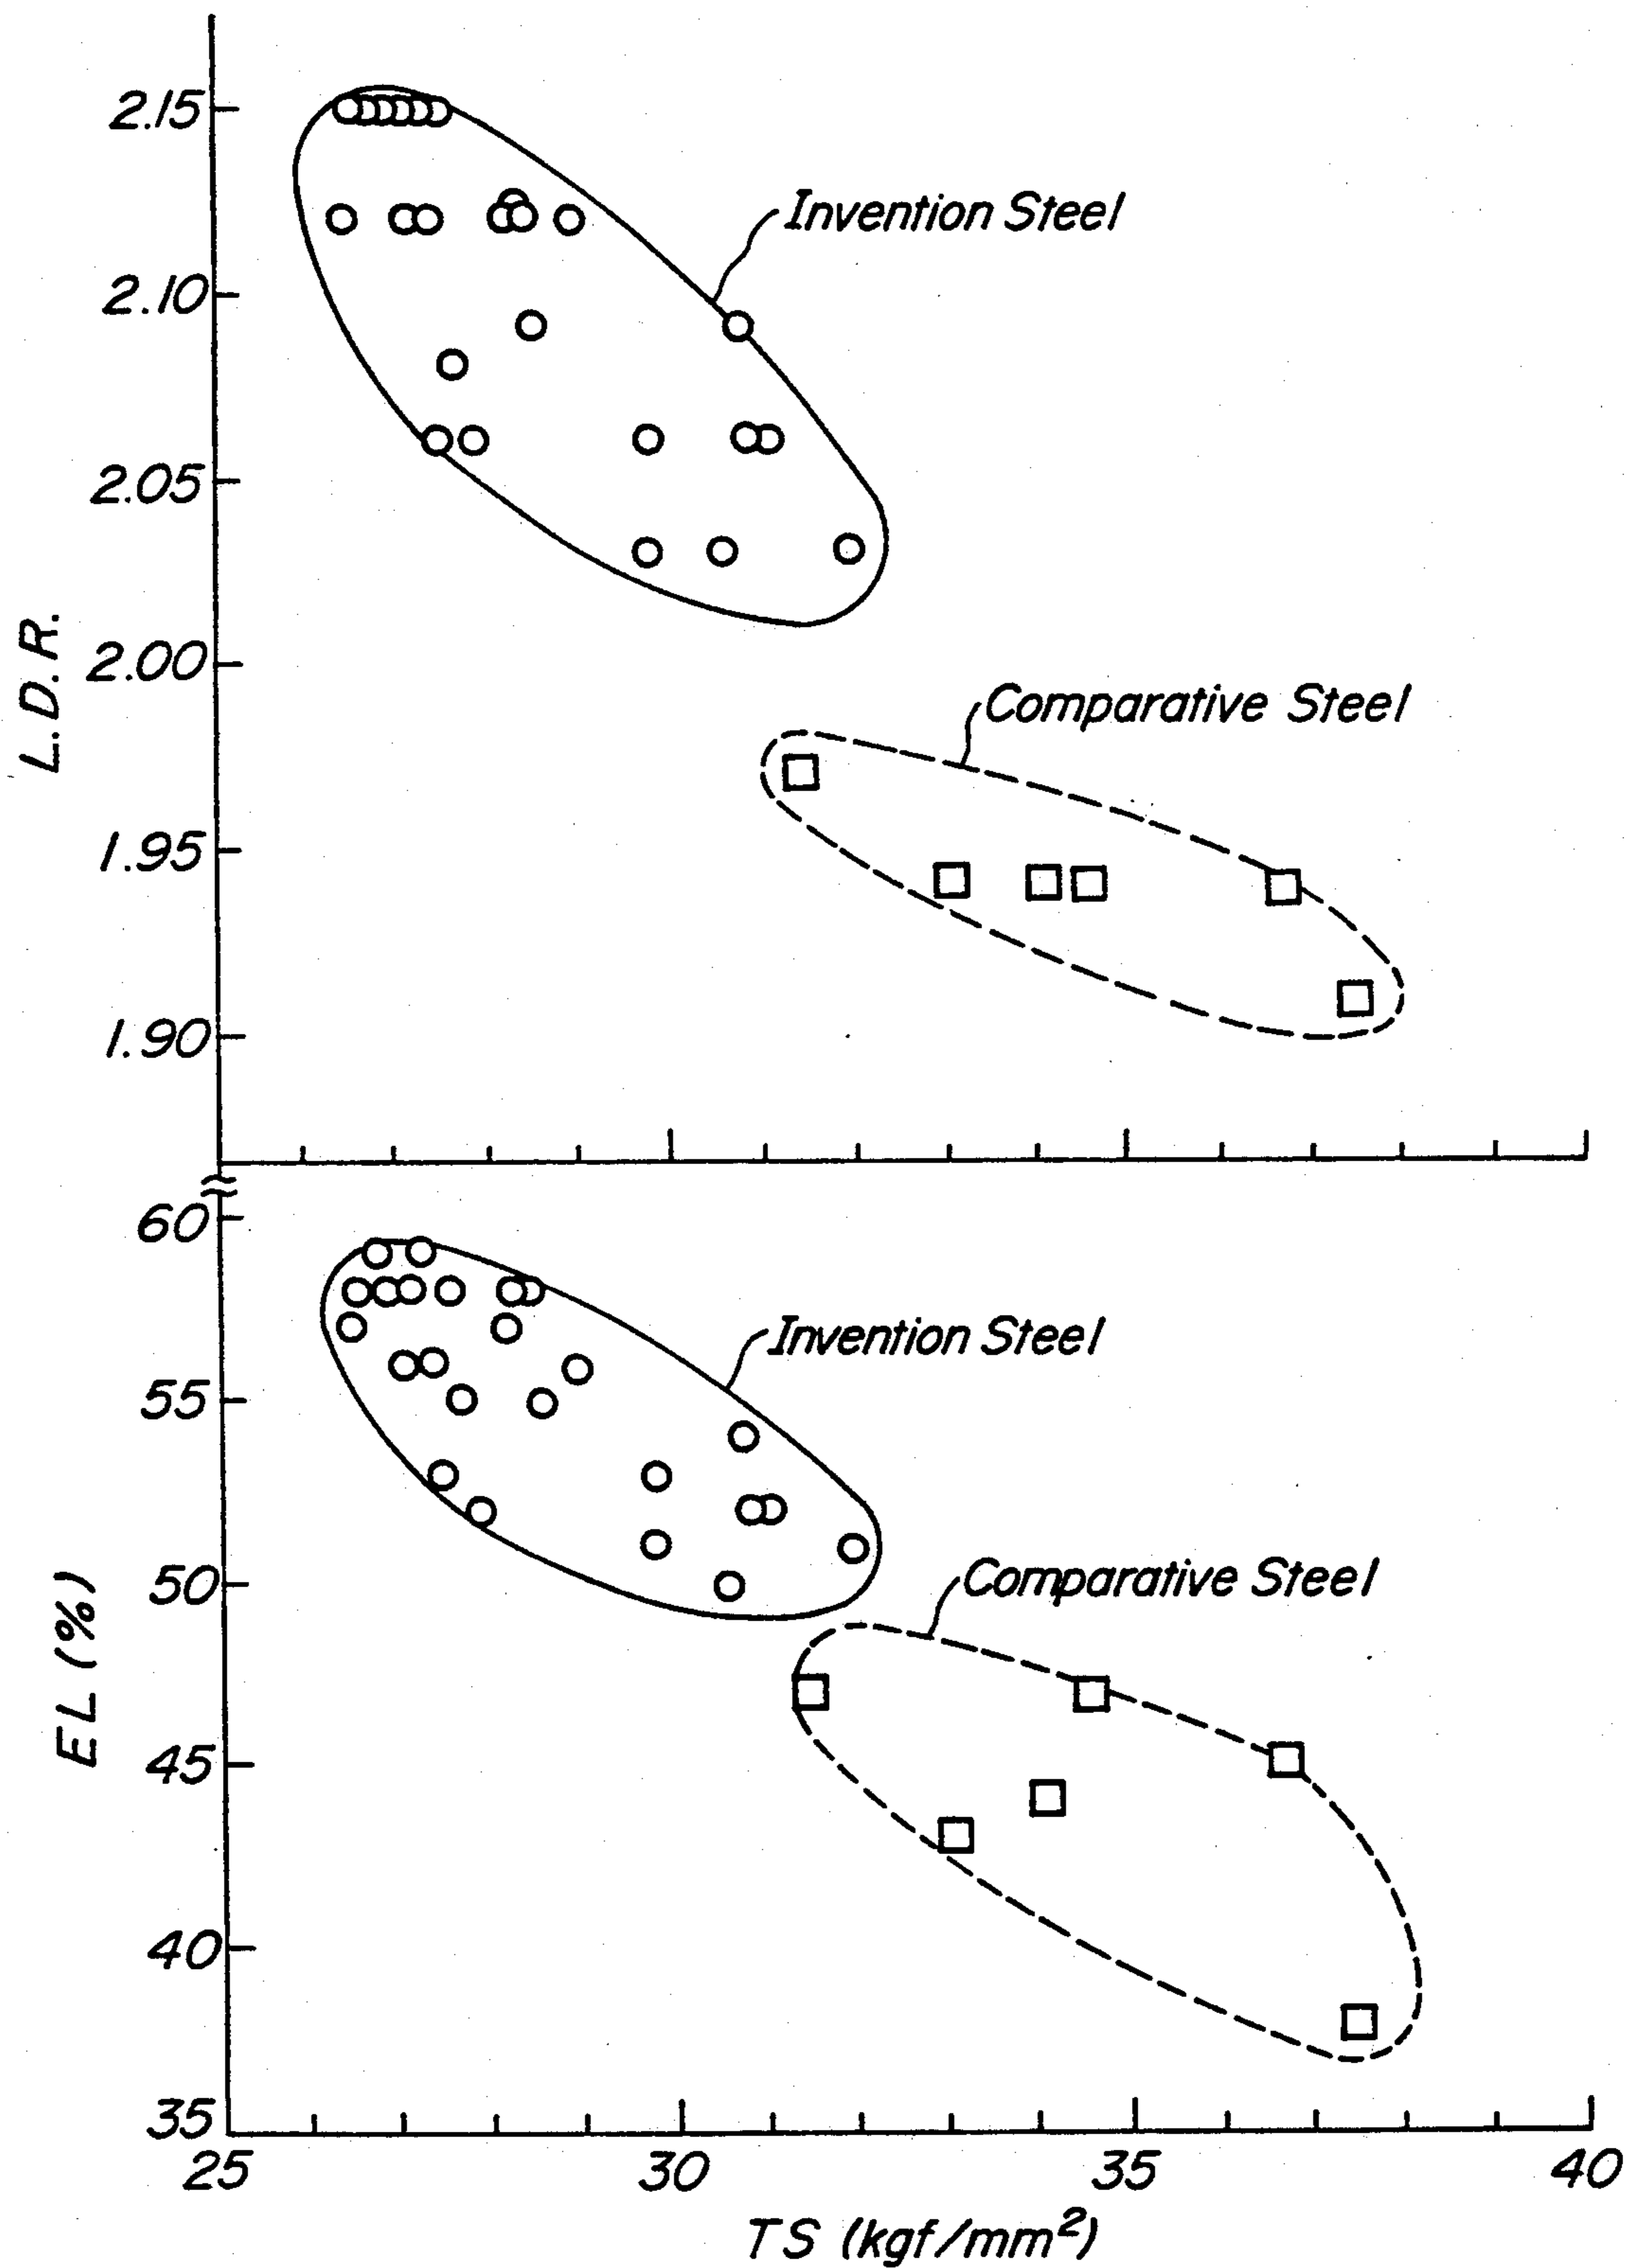 2.15
Invention Steel
2.10
2.05
L.D.R.
2.00
Comparative Steel
1.95
1.90
60
Invention Steel
55
50
Comparative Steel
EL (%)
45
40
35
25 30 35 40
TS (kgf/mm²)